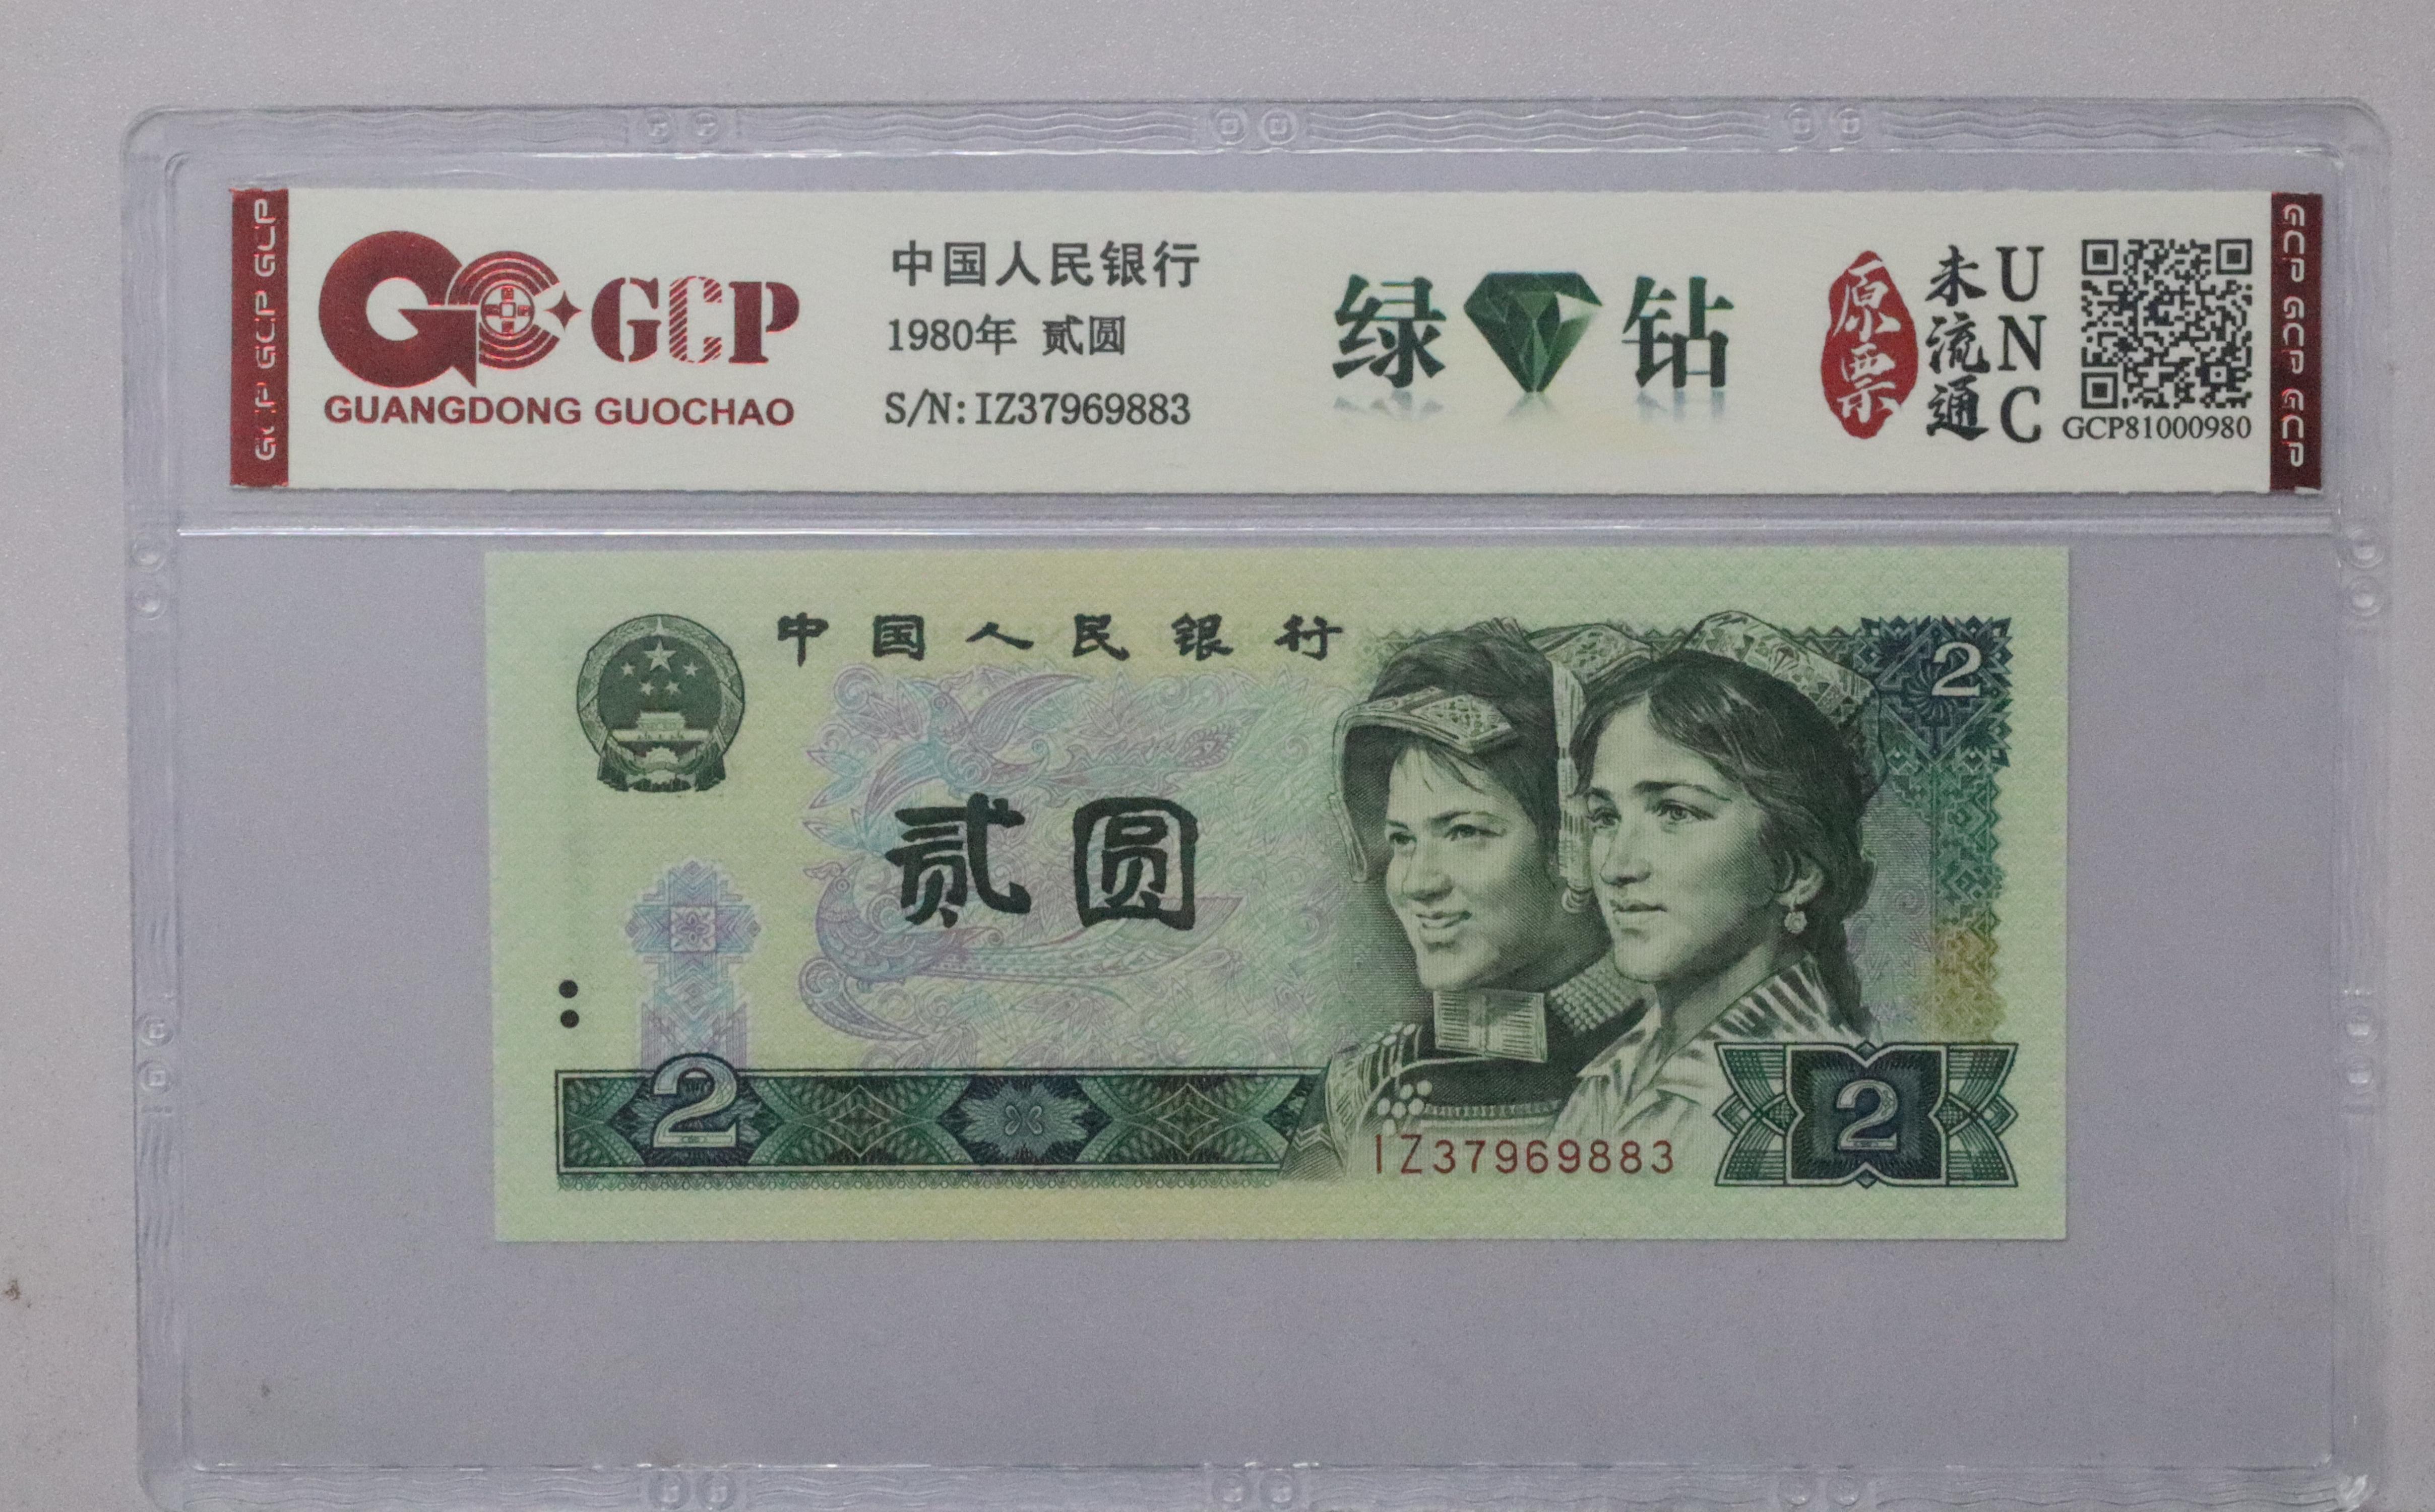 GCP GCP GCP
GCP
GUANGDONG GUOCHAO
中国人民银行
1980年 贰圆
S/N: IZ37969883
绿钻
原票
未流通
UNC
GCP81000980
GCP GCP GCP
中国人民银行
2
贰圆
2
IZ37969883
2